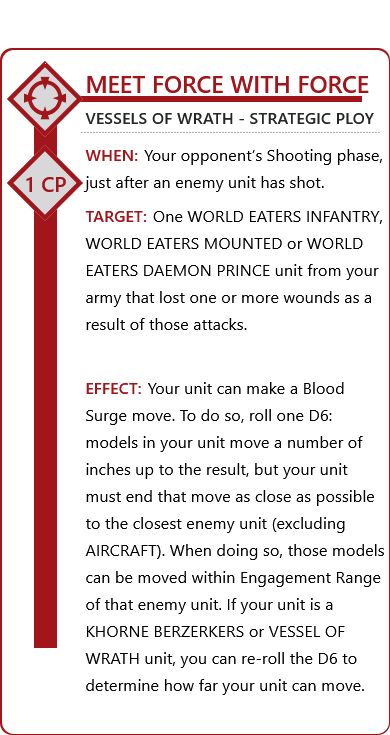 MEET FORCE WITH FORCE
VESSELS OF WRATH - STRATEGIC PLOY
WHEN: Your opponent's Shooting phase,
1 CP
just after an enemy unit has shot.
TARGET: One WORLD EATERS INFANTRY,
WORLD EATERS MOUNTED or WORLD
EATERS DAEMON PRINCE unit from your
army that lost one or more wounds as a
result of those attacks.
EFFECT: Your unit can make a Blood
Surge move. To do so, roll one D6:
models in your unit move a number of
inches up to the result, but your unit
must end that move as close as possible
to the closest enemy unit (excluding
AIRCRAFT). When doing so, those models
can be moved within Engagement Range
of that enemy unit. If your unit is a
KHORNE BERZERKERS or VESSEL OF
WRATH unit, you can re-roll the D6 to
determine how far your unit can move.